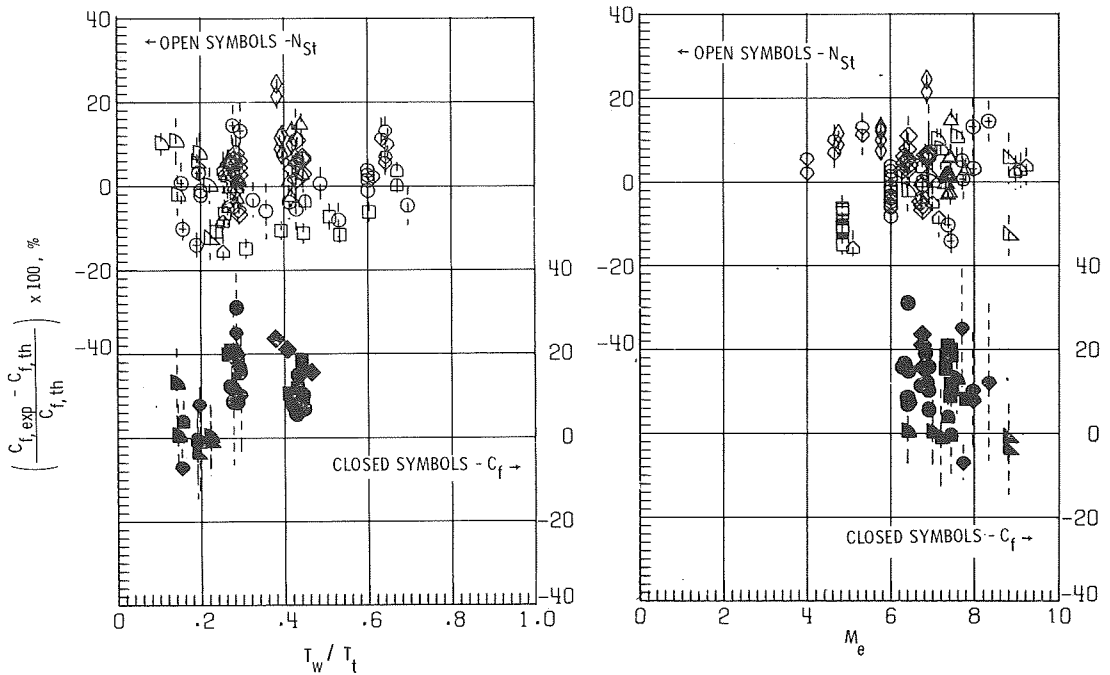 40
← OPEN SYMBOLS - N_St
20
0
-20
-40
40
20
0
-20
-40
CLOSED SYMBOLS - C_f →
0 .2 .4 .6 .8 1.0
T_w / T_t
( (C_f,exp - C_f,th) / C_f,th ) x 100, %
40
← OPEN SYMBOLS - N_St
20
0
-20
-40
40
20
0
-20
-40
CLOSED SYMBOLS - C_f →
0 2 4 6 8 10
M_e